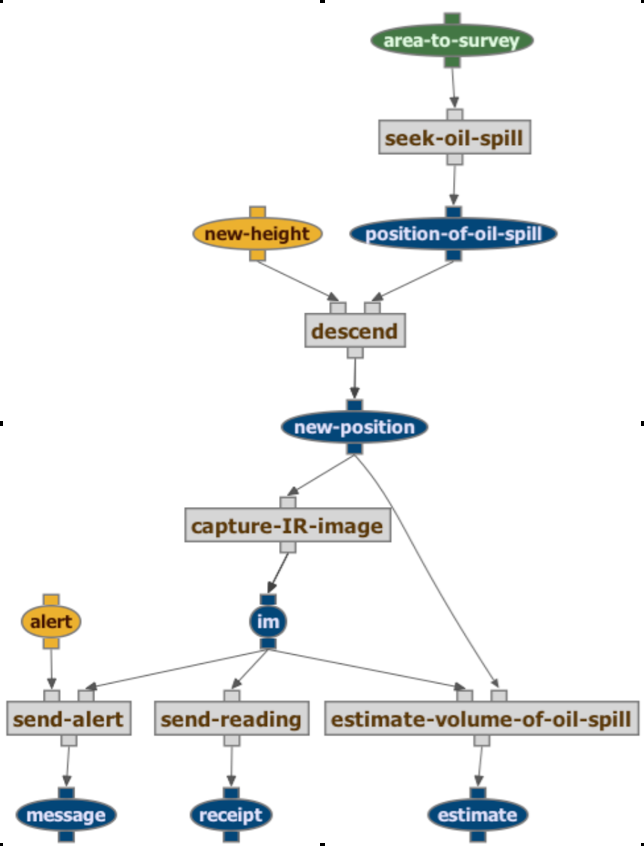 area-to-survey
seek-oil-spill
new-height
position-of-oil-spill
descend
new-position
capture-IR-image
alert
im
send-alert
send-reading
estimate-volume-of-oil-spill
message
receipt
estimate